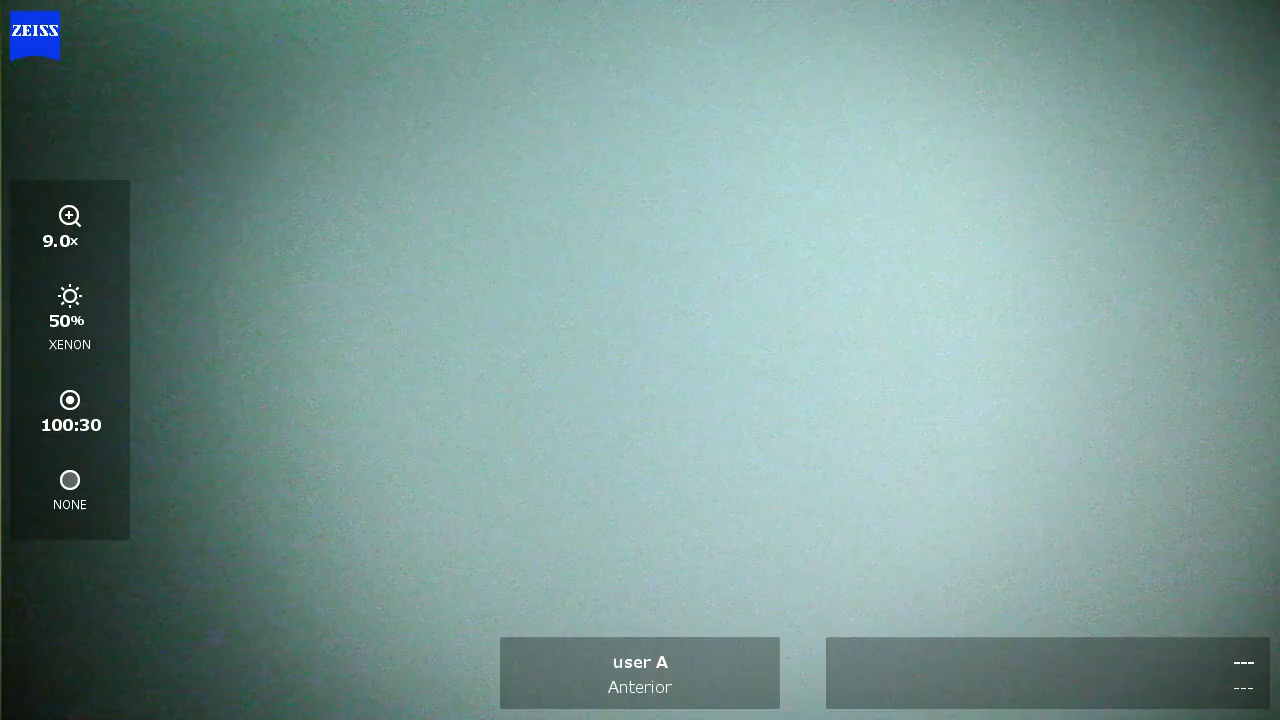 ZEISS
9.0×
50%
XENON
100:30
NONE
user A
Anterior
---
---